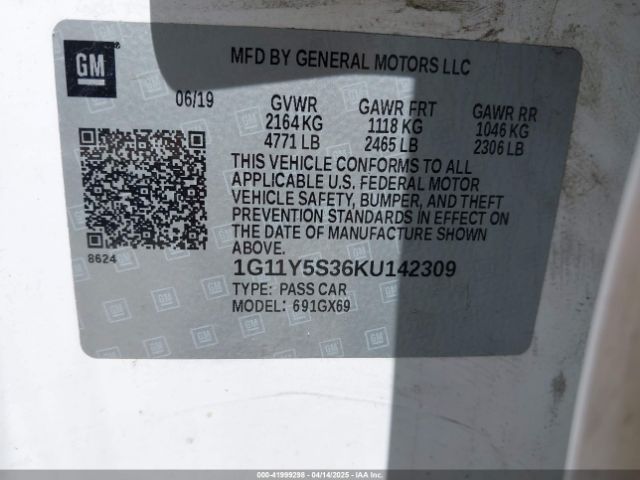 GM
MFD BY GENERAL MOTORS LLC
06/19 GVWR GAWR FRT GAWR RR
2164 KG 1118 KG 1046 KG
4771 LB 2465 LB 2306 LB
THIS VEHICLE CONFORMS TO ALL
APPLICABLE U.S. FEDERAL MOTOR
VEHICLE SAFETY, BUMPER, AND THEFT
PREVENTION STANDARDS IN EFFECT ON
THE DATE OF MANUFACTURE SHOWN
ABOVE.
8624
1G11Y5S36KU142309
TYPE: PASS CAR
MODEL: 691GX69
000-41999298 - 04/14/2025 - IAAI.CA